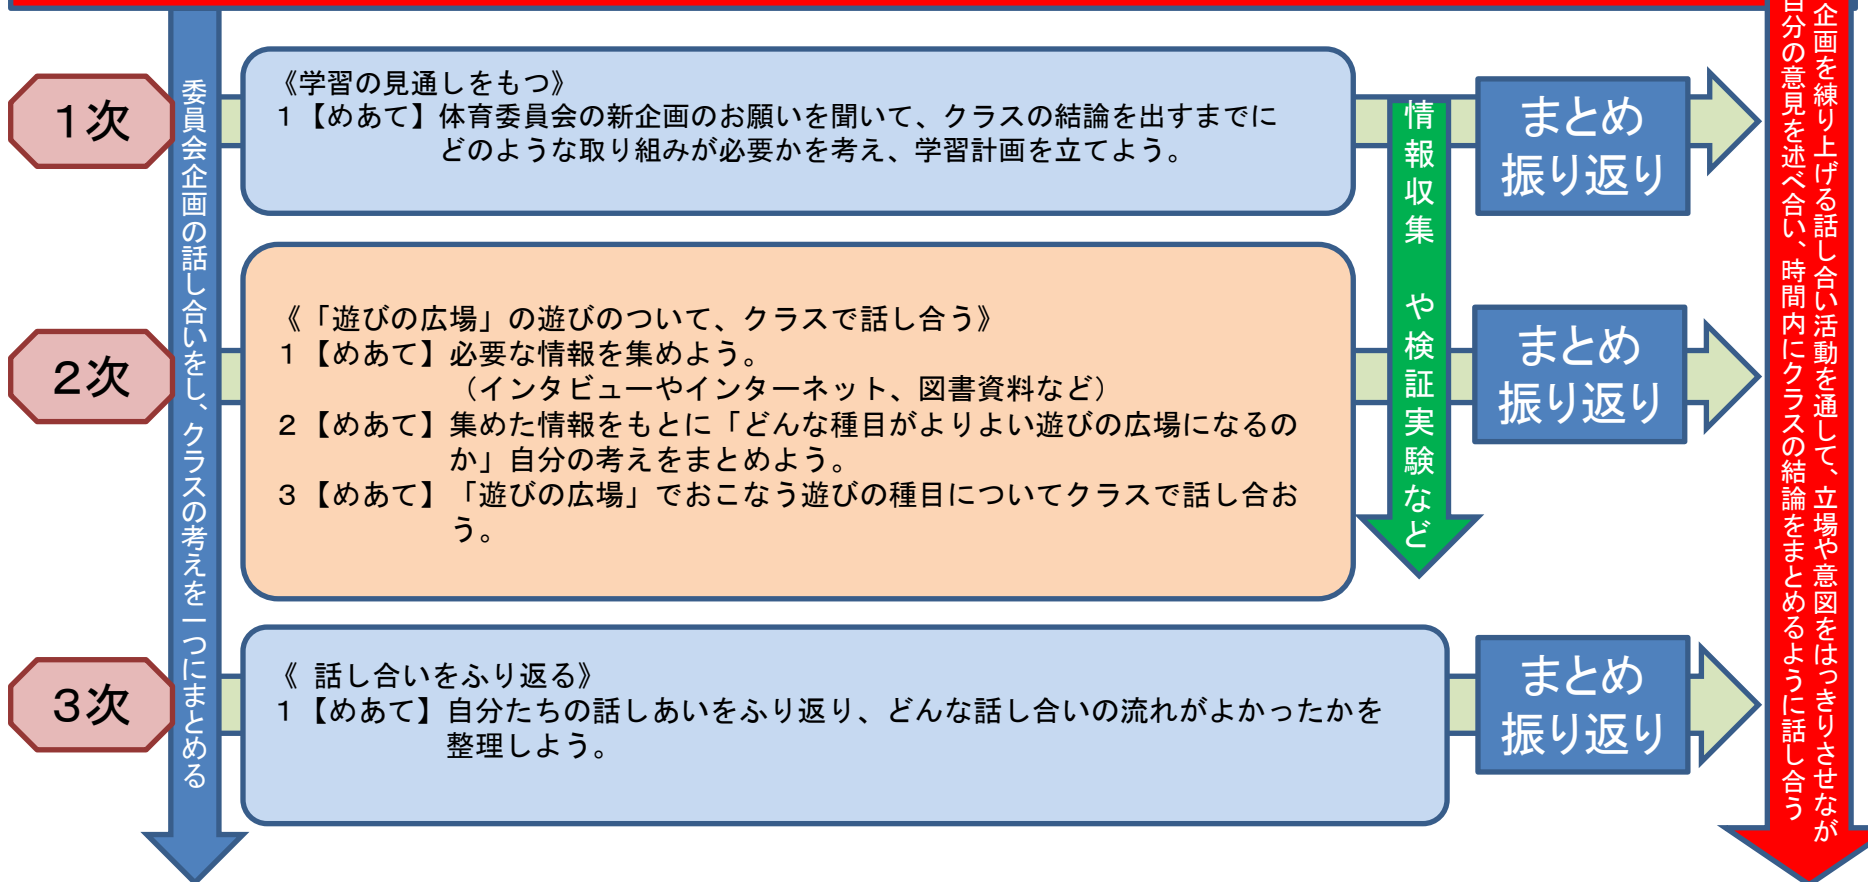 1次
委員会企画の話し合いをし、クラスの考えを一つにまとめる
《学習の見通しをもつ》
1【めあて】体育委員会の新企画のお願いを聞いて、クラスの結論を出すまでに
どのような取り組みが必要かを考え、学習計画を立てよう。
情報収集 や検証実験など
まとめ
振り返り
企画を練り上げる話し合い活動を通して、立場や意図をはっきりさせなが
自分の意見を述べ合い、時間内にクラスの結論をまとめるように話し合う
2次
《「遊びの広場」の遊びのついて、クラスで話し合う》
1【めあて】必要な情報を集めよう。
（インタビューやインターネット、図書資料など）
2【めあて】集めた情報をもとに「どんな種目がよりよい遊びの広場になるの
か」自分の考えをまとめよう。
3【めあて】「遊びの広場」でおこなう遊びの種目についてクラスで話し合お
う。
まとめ
振り返り
3次
《 話し合いをふり返る》
1【めあて】自分たちの話しあいをふり返り、どんな話し合いの流れがよかったかを
整理しよう。
まとめ
振り返り